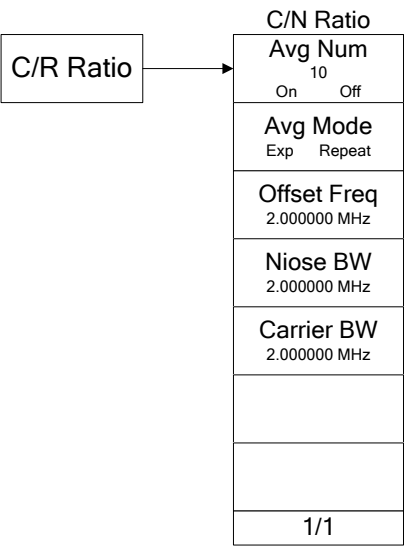 C/N Ratio
C/R Ratio
Avg Num
10
On Off
Avg Mode
Exp Repeat
Offset Freq
2.000000 MHz
Niose BW
2.000000 MHz
Carrier BW
2.000000 MHz
1/1